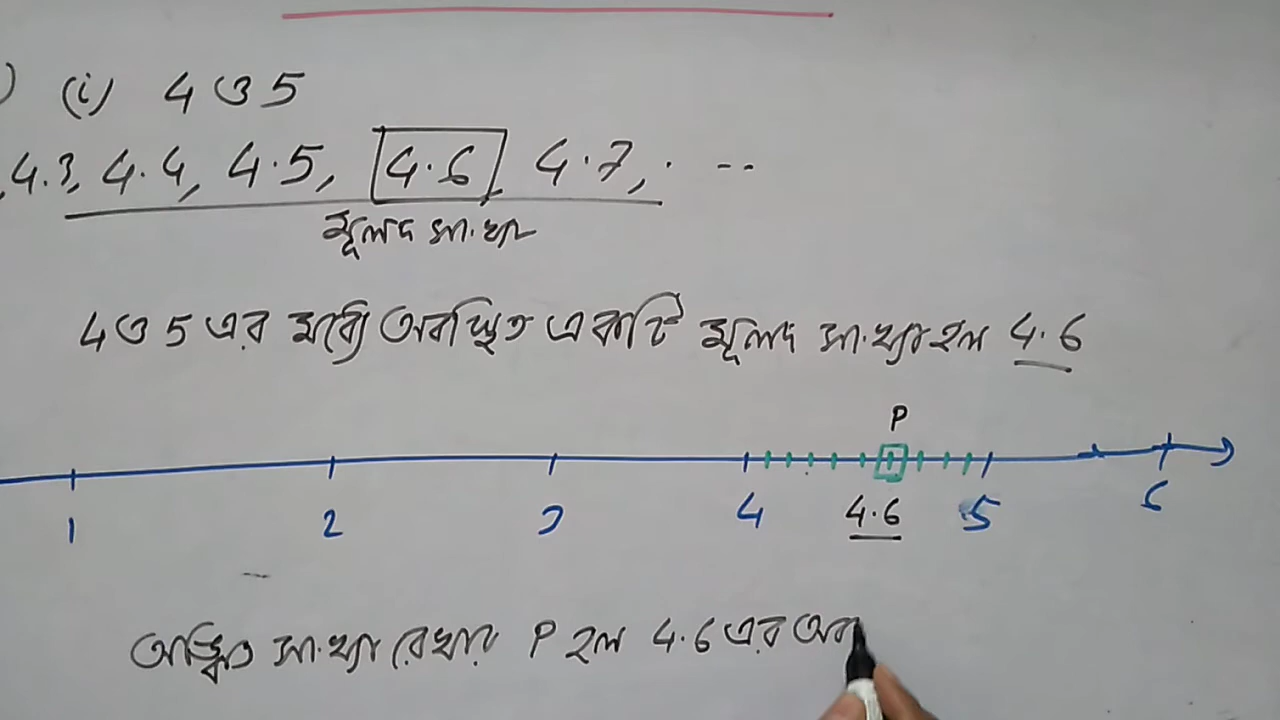 ) (i) 4 ও 5
, 4.3, 4.4, 4.5, 4.6, 4.7, . --
মূলদ সংখ্যা
4 ও 5 এর মধ্যে অবস্থিত একটি মূলদ সংখ্যা হল 4.6
P
1 2 3 4 4.6 5 6
অঙ্কিত সংখ্যা রেখায় P হল 4.6 এর অব